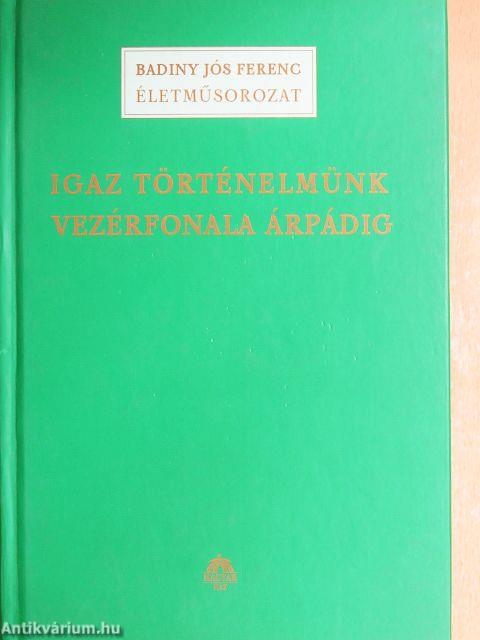 BADINY JÓS FERENC
ÉLETMŰSOROZAT
IGAZ TÖRTÉNELMÜNK
VEZÉRFONALA ÁRPÁDIG
Antikvárium.hu